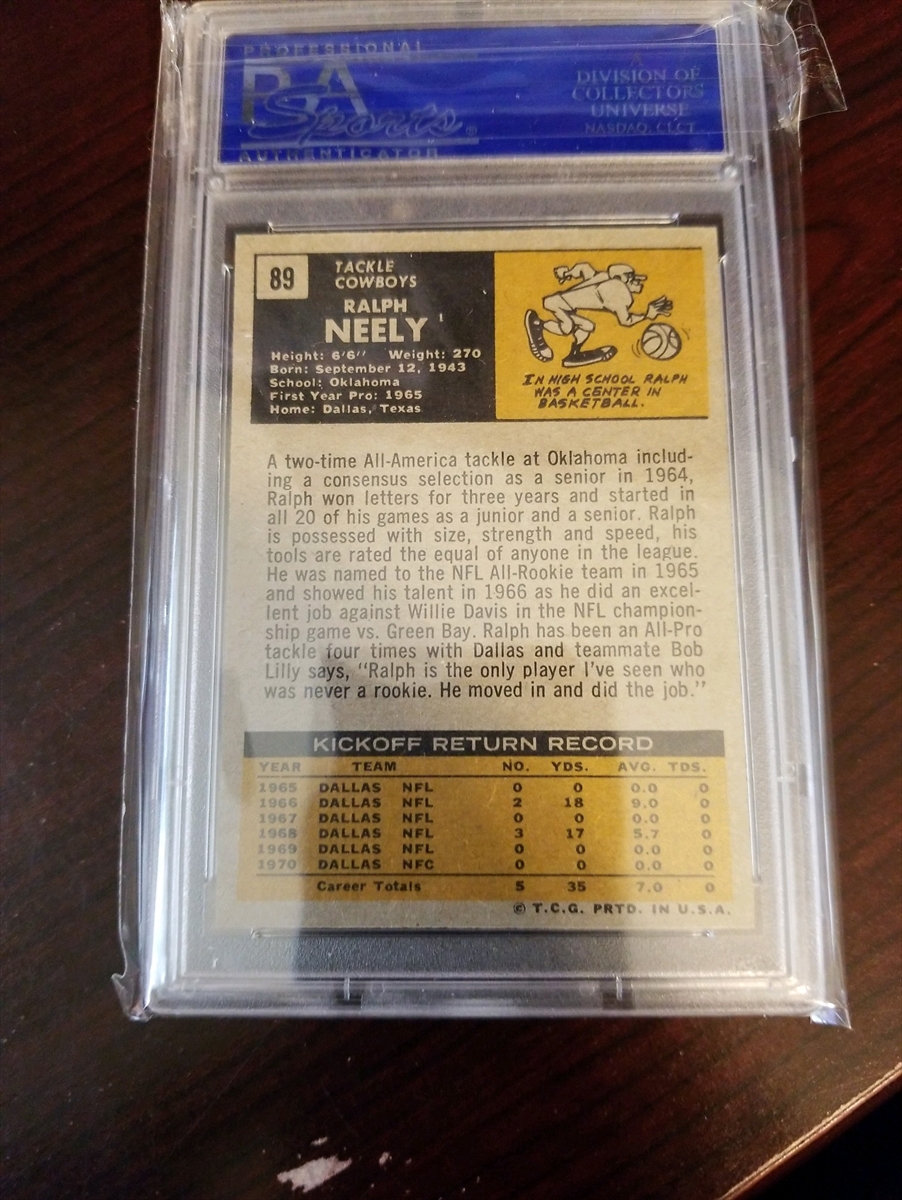 PROFESSIONAL
PSA
Sports®
AUTHENTICATOR
A
DIVISION OF
COLLECTORS
UNIVERSE
NASDAQ: CLCT
89
TACKLE
COWBOYS
RALPH
NEELY
Height: 6'6" Weight: 270
Born: September 12, 1943
School: Oklahoma
First Year Pro: 1965
Home: Dallas, Texas
IN HIGH SCHOOL RALPH
WAS A CENTER IN
BASKETBALL.
A two-time All-America tackle at Oklahoma includ-
ing a consensus selection as a senior in 1964,
Ralph won letters for three years and started in
all 20 of his games as a junior and a senior. Ralph
is possessed with size, strength and speed, his
tools are rated the equal of anyone in the league.
He was named to the NFL All-Rookie team in 1965
and showed his talent in 1966 as he did an excel-
lent job against Willie Davis in the NFL champion-
ship game vs. Green Bay. Ralph has been an All-Pro
tackle four times with Dallas and teammate Bob
Lilly says, "Ralph is the only player I've seen who
was never a rookie. He moved in and did the job."
KICKOFF RETURN RECORD
YEAR TEAM NO. YDS. AVG. TDS.
1965 DALLAS NFL 0 0 0.0 0
1966 DALLAS NFL 2 18 9.0 0
1967 DALLAS NFL 0 0 0.0 0
1968 DALLAS NFL 3 17 5.7 0
1969 DALLAS NFL 0 0 0.0 0
1970 DALLAS NFC 0 0 0.0 0
Career Totals 5 35 7.0 0
© T.C.G. PRTD. IN U.S.A.